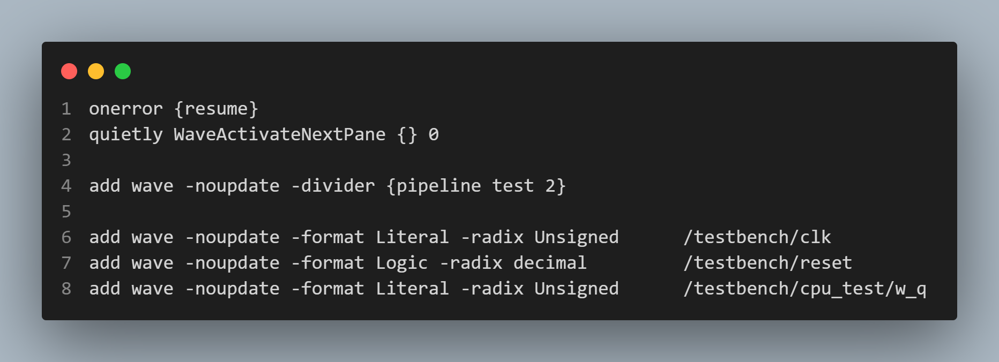 1 onerror {resume}
2 quietly WaveActivateNextPane {} 0
3
4 add wave -noupdate -divider {pipeline test 2}
5
6 add wave -noupdate -format Literal -radix Unsigned      /testbench/clk
7 add wave -noupdate -format Logic -radix decimal         /testbench/reset
8 add wave -noupdate -format Literal -radix Unsigned      /testbench/cpu_test/w_q